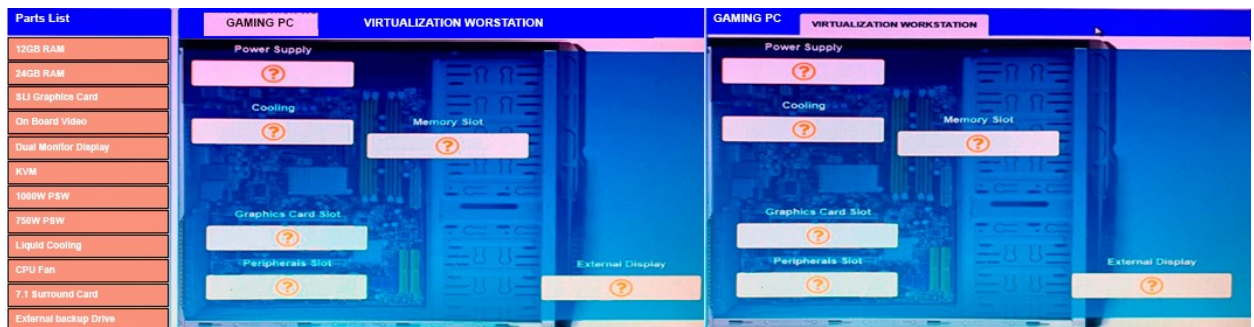 Parts List
12GB RAM
24GB RAM
SLI Graphics Card
On Board Video
Dual Monitor Display
KVM
1000W PSW
750W PSW
Liquid Cooling
CPU Fan
7.1 Surround Card
External backup Drive
GAMING PC
VIRTUALIZATION WORSTATION
Power Supply
?
Cooling
?
Memory Slot
?
Graphics Card Slot
?
Peripherals Slot
?
External Display
?
GAMING PC
VIRTUALIZATION WORKSTATION
Power Supply
?
Cooling
?
Memory Slot
?
Graphics Card Slot
?
Peripherals Slot
?
External Display
?